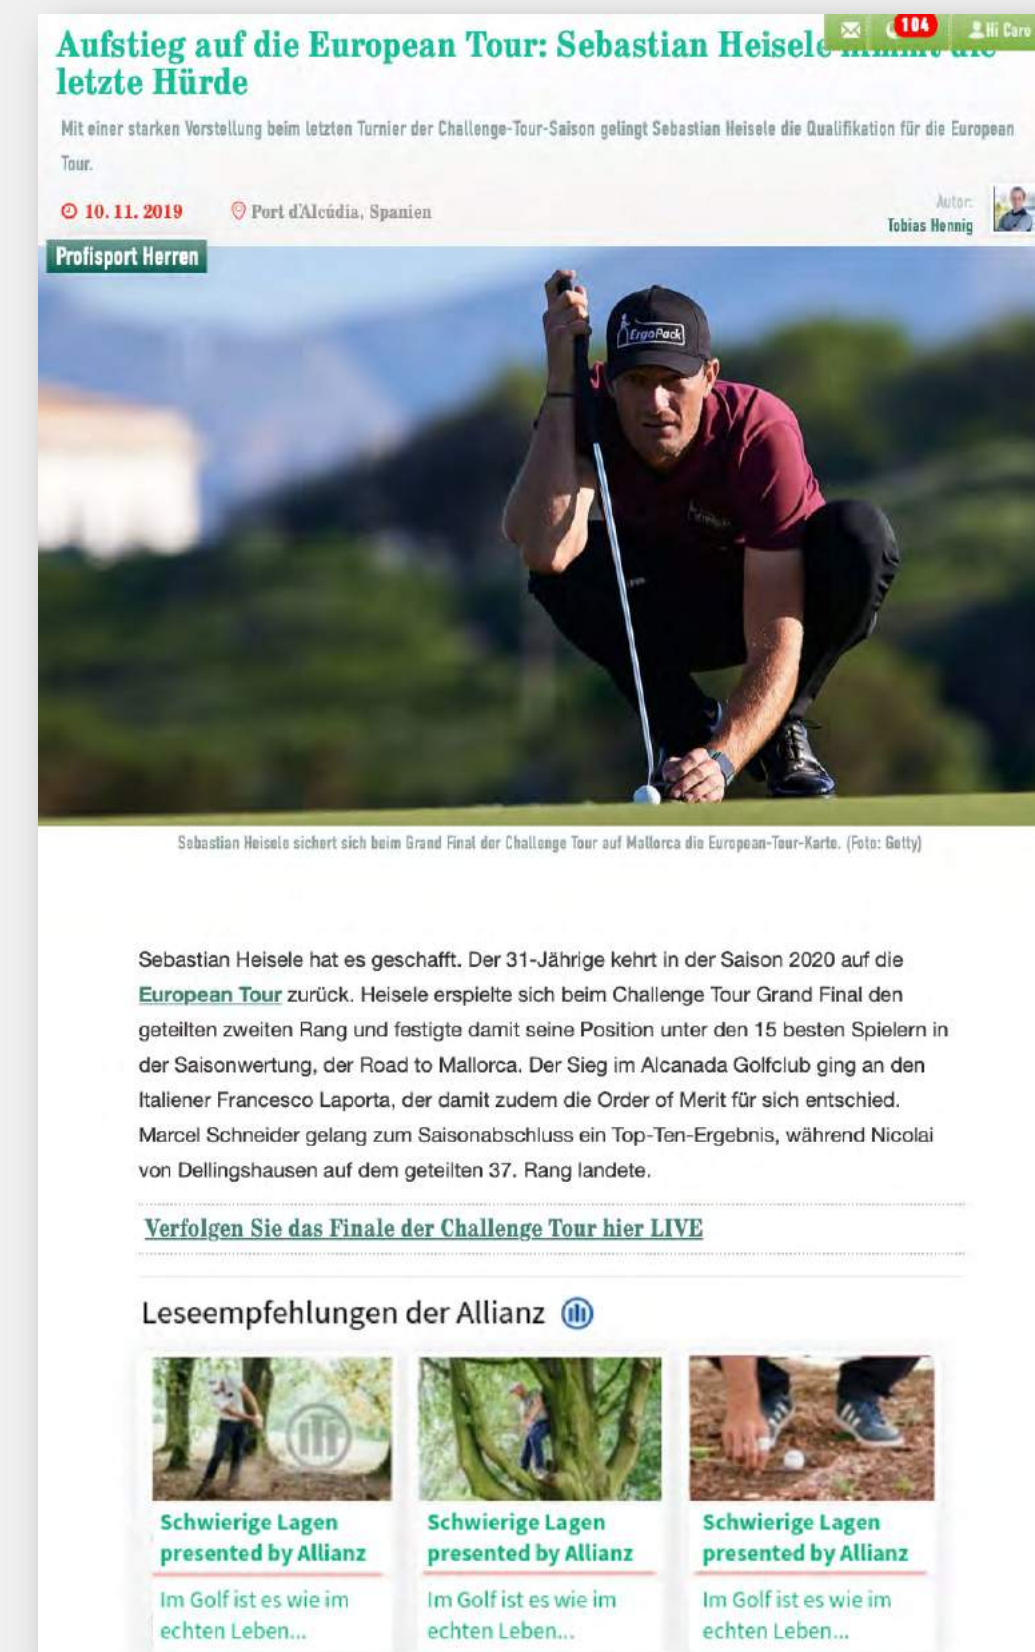 Aufstieg auf die European Tour: Sebastian Heisele nimmt die
letzte Hürde
104
Hi Caro
Mit einer starken Vorstellung beim letzten Turnier der Challenge-Tour-Saison gelingt Sebastian Heisele die Qualifikation für die European
Tour.
10. 11. 2019
Port d'Alcúdia, Spanien
Autor:
Tobias Hennig
Profisport Herren
ErgoPack
Sebastian Heisele sichert sich beim Grand Final der Challenge Tour auf Mallorca die European-Tour-Karte. (Foto: Getty)
Sebastian Heisele hat es geschafft. Der 31-Jährige kehrt in der Saison 2020 auf die
European Tour zurück. Heisele erspielte sich beim Challenge Tour Grand Final den
geteilten zweiten Rang und festigte damit seine Position unter den 15 besten Spielern in
der Saisonwertung, der Road to Mallorca. Der Sieg im Alcanada Golfclub ging an den
Italiener Francesco Laporta, der damit zudem die Order of Merit für sich entschied.
Marcel Schneider gelang zum Saisonabschluss ein Top-Ten-Ergebnis, während Nicolai
von Dellingshausen auf dem geteilten 37. Rang landete.
Verfolgen Sie das Finale der Challenge Tour hier LIVE
Leseempfehlungen der Allianz
Schwierige Lagen
presented by Allianz
Im Golf ist es wie im
echten Leben...
Schwierige Lagen
presented by Allianz
Im Golf ist es wie im
echten Leben...
Schwierige Lagen
presented by Allianz
Im Golf ist es wie im
echten Leben...